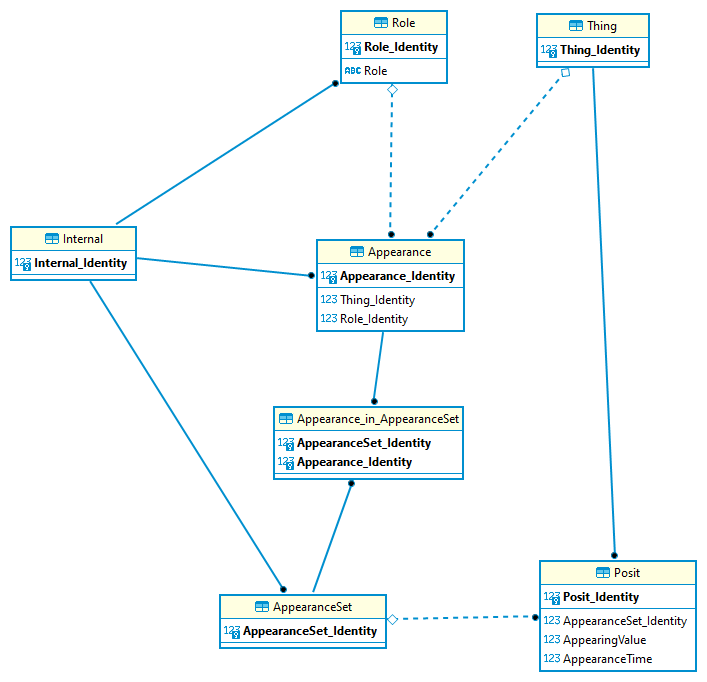 Role
123 Role_Identity
ABC Role
Thing
123 Thing_Identity
Internal
123 Internal_Identity
Appearance
123 Appearance_Identity
123 Thing_Identity
123 Role_Identity
Appearance_in_AppearanceSet
123 AppearanceSet_Identity
123 Appearance_Identity
AppearanceSet
123 AppearanceSet_Identity
Posit
123 Posit_Identity
123 AppearanceSet_Identity
123 AppearingValue
123 AppearanceTime